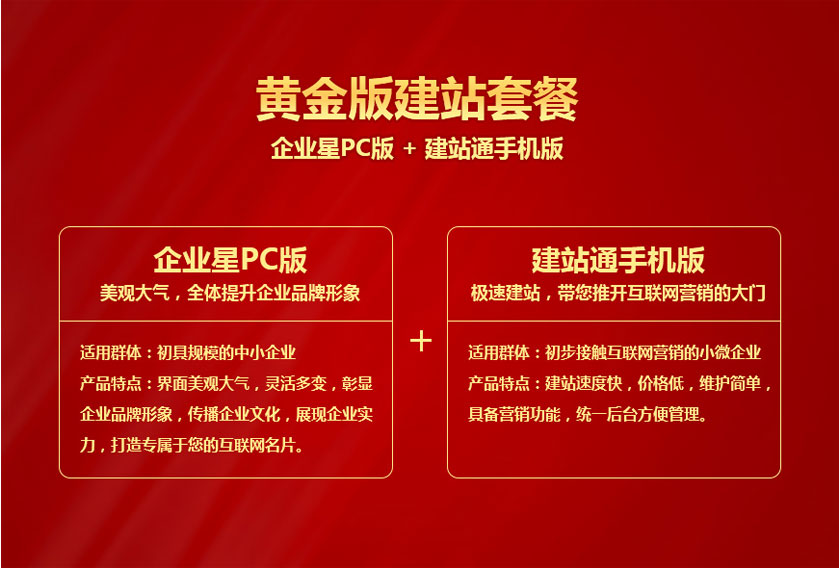 黄金版建站套餐
企业星PC版 + 建站通手机版
企业星PC版
美观大气，全体提升企业品牌形象
适用群体：初具规模的中小企业
产品特点：界面美观大气，灵活多变，彰显
企业品牌形象，传播企业文化，展现企业实
力，打造专属于您的互联网名片。
+
建站通手机版
极速建站，带您推开互联网营销的大门
适用群体：初步接触互联网营销的小微企业
产品特点：建站速度快，价格低，维护简单，
具备营销功能，统一后台方便管理。